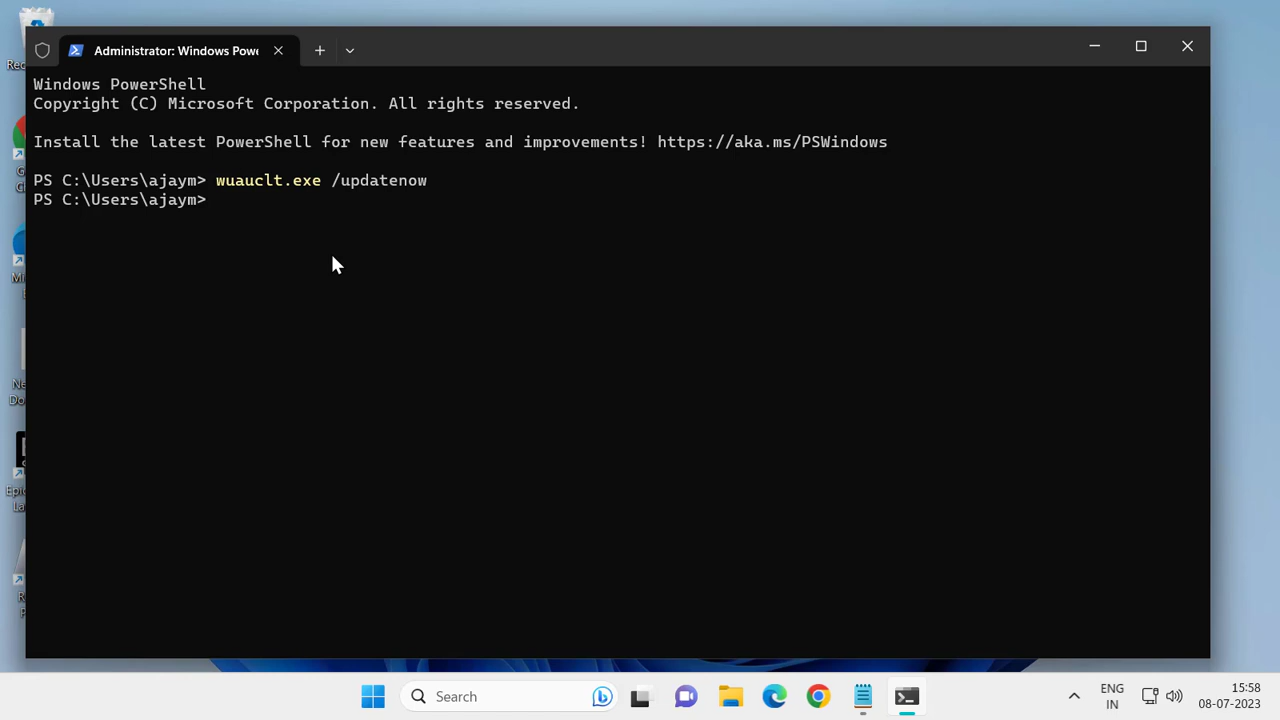 Administrator: Windows Powe
Windows PowerShell
Copyright (C) Microsoft Corporation. All rights reserved.
Install the latest PowerShell for new features and improvements! https://aka.ms/PSWindows
PS C:\Users\ajaym> wuauclt.exe /updatenow
PS C:\Users\ajaym>
Search
ENG
IN
15:58
08-07-2023